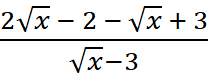 2√x − 2 − √x + 3
√x−3